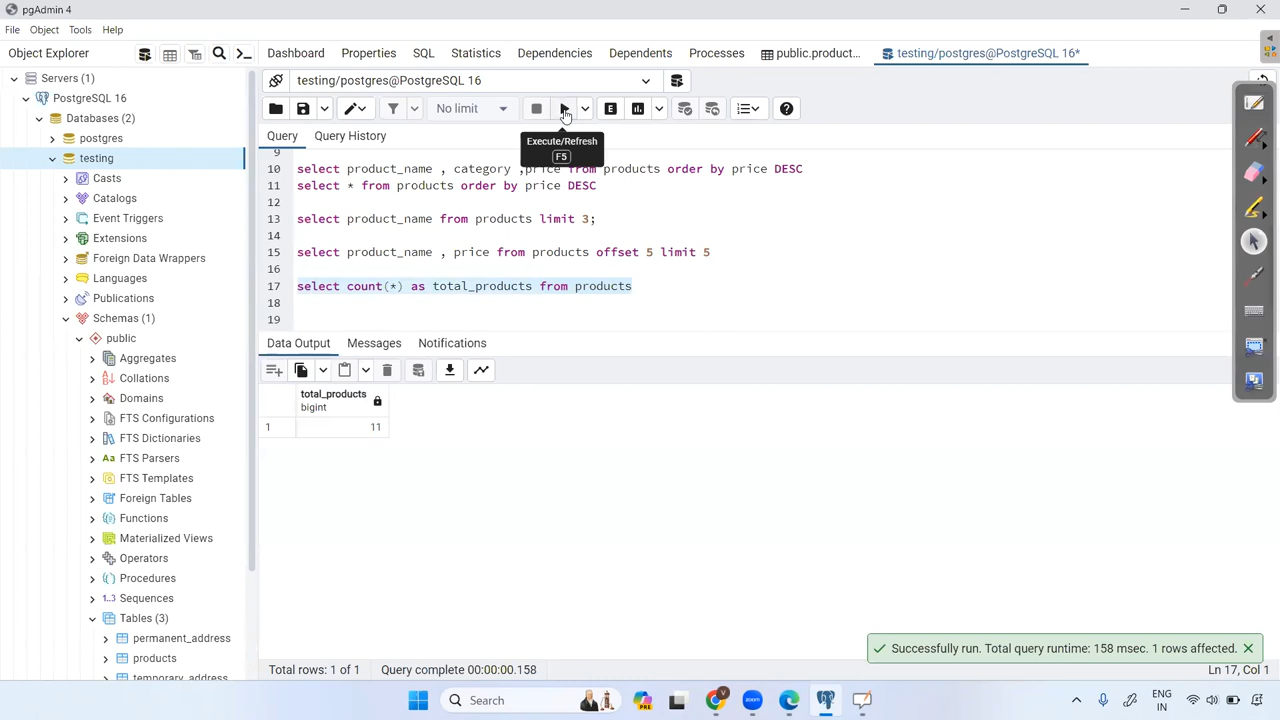 pgAdmin 4
File Object Tools Help
Object Explorer
Dashboard Properties SQL Statistics Dependencies Dependents Processes public.product... testing/postgres@PostgreSQL 16*
Servers (1)
PostgreSQL 16
Databases (2)
postgres
testing
Casts
Catalogs
Event Triggers
Extensions
Foreign Data Wrappers
Languages
Publications
Schemas (1)
public
Aggregates
Collations
Domains
FTS Configurations
FTS Dictionaries
Aa FTS Parsers
FTS Templates
Foreign Tables
Functions
Materialized Views
Operators
Procedures
1..3 Sequences
Tables (3)
permanent_address
products
temporary_address
testing/postgres@PostgreSQL 16
No limit
E
Query Query History
Execute/Refresh
F5
9
10 select product_name , category ,price from products order by price DESC
11 select * from products order by price DESC
12
13 select product_name from products limit 3;
14
15 select product_name , price from products offset 5 limit 5
16
17 select count(*) as total_products from products
18
19
Data Output Messages Notifications
total_products
bigint
1 11
Successfully run. Total query runtime: 158 msec. 1 rows affected.
Total rows: 1 of 1 Query complete 00:00:00.158 Ln 17, Col 1
Search
V
zoom
ENG
IN